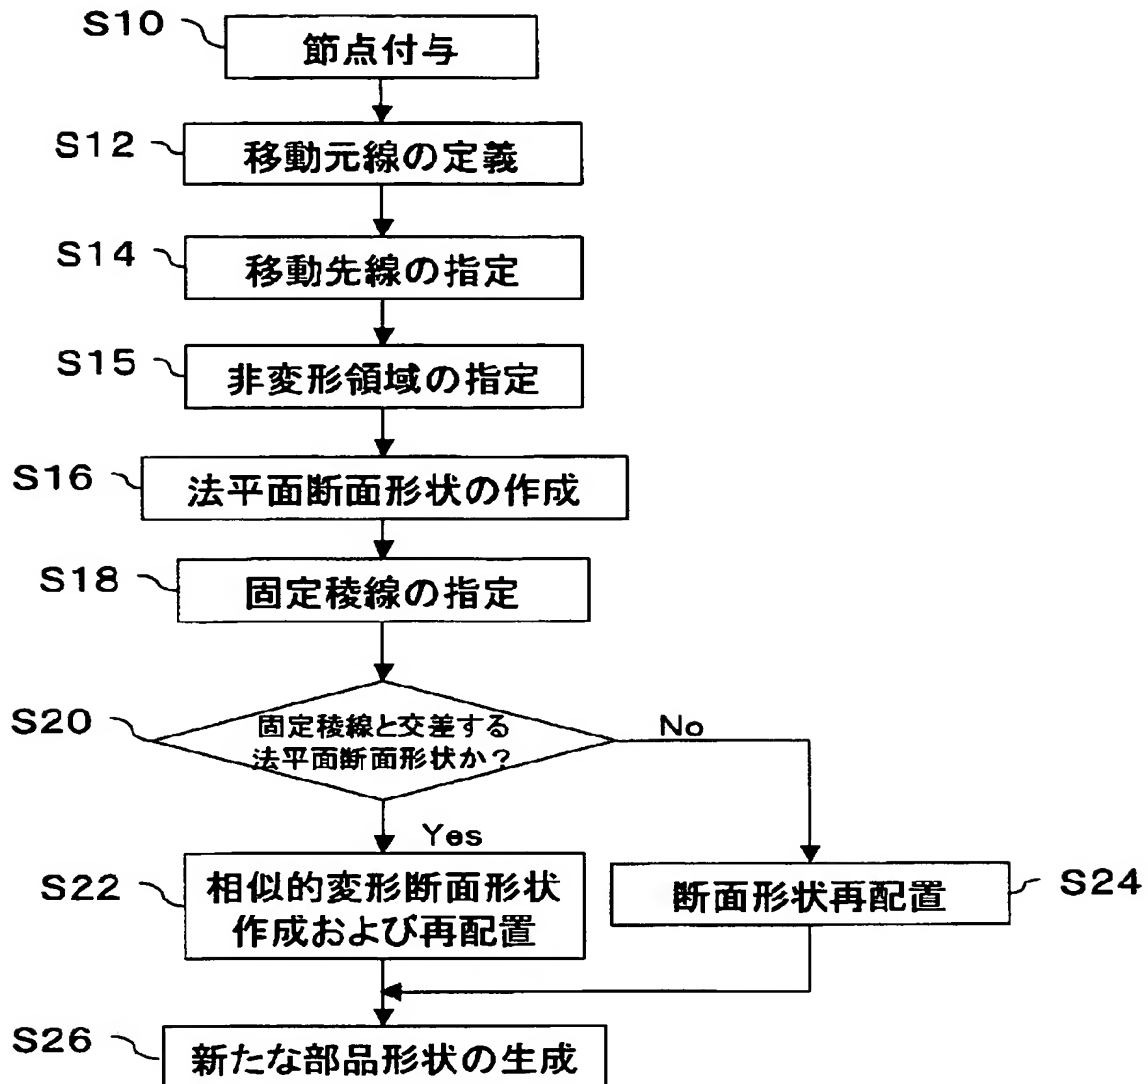 S10
節点付与
S12
移動元線の定義
S14
移動先線の指定
S15
非変形領域の指定
S16
法平面断面形状の作成
S18
固定稜線の指定
S20
固定稜線と交差する
法平面断面形状か？
No
Yes
S22
相似的変形断面形状
作成および再配置
断面形状再配置
S24
S26
新たな部品形状の生成